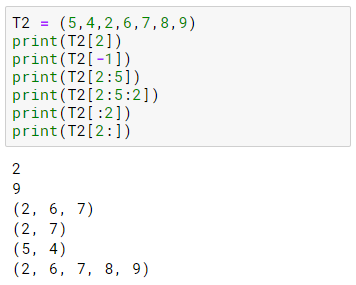 T2 = (5,4,2,6,7,8,9)
print(T2[2])
print(T2[-1])
print(T2[2:5])
print(T2[2:5:2])
print(T2[:2])
print(T2[2:])
2
9
(2, 6, 7)
(2, 7)
(5, 4)
(2, 6, 7, 8, 9)